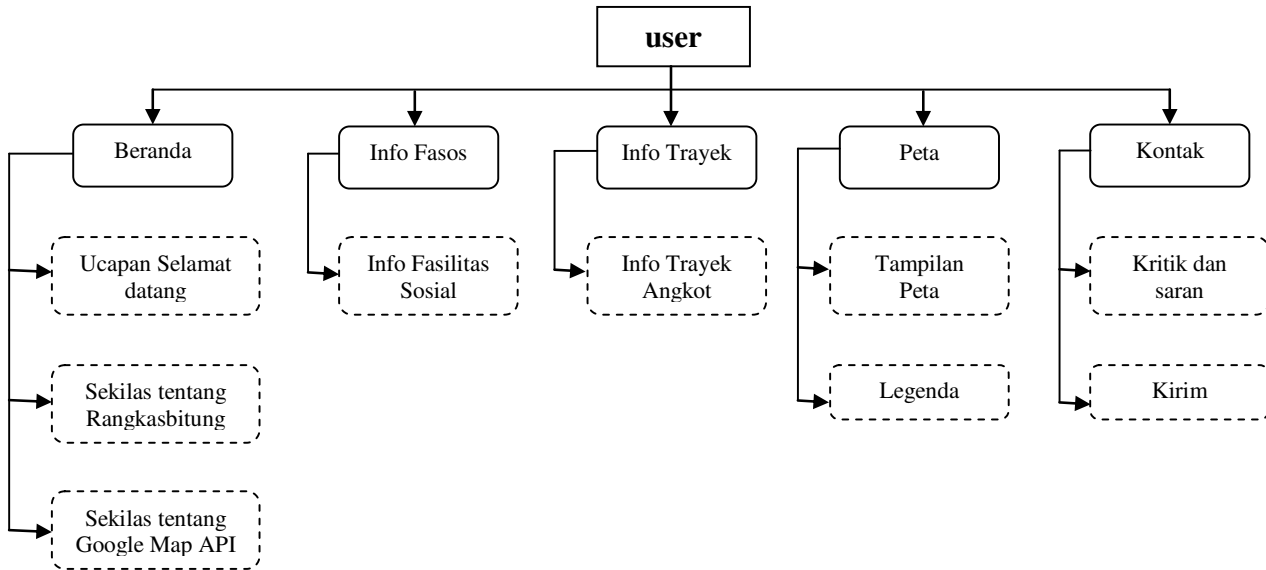 user
Beranda
Info Fasos
Info Trayek
Peta
Kontak
Ucapan Selamat
datang
Info Fasilitas
Sosial
Info Trayek
Angkot
Tampilan
Peta
Kritik dan
saran
Sekilas tentang
Rangkasbitung
Legenda
Kirim
Sekilas tentang
Google Map API